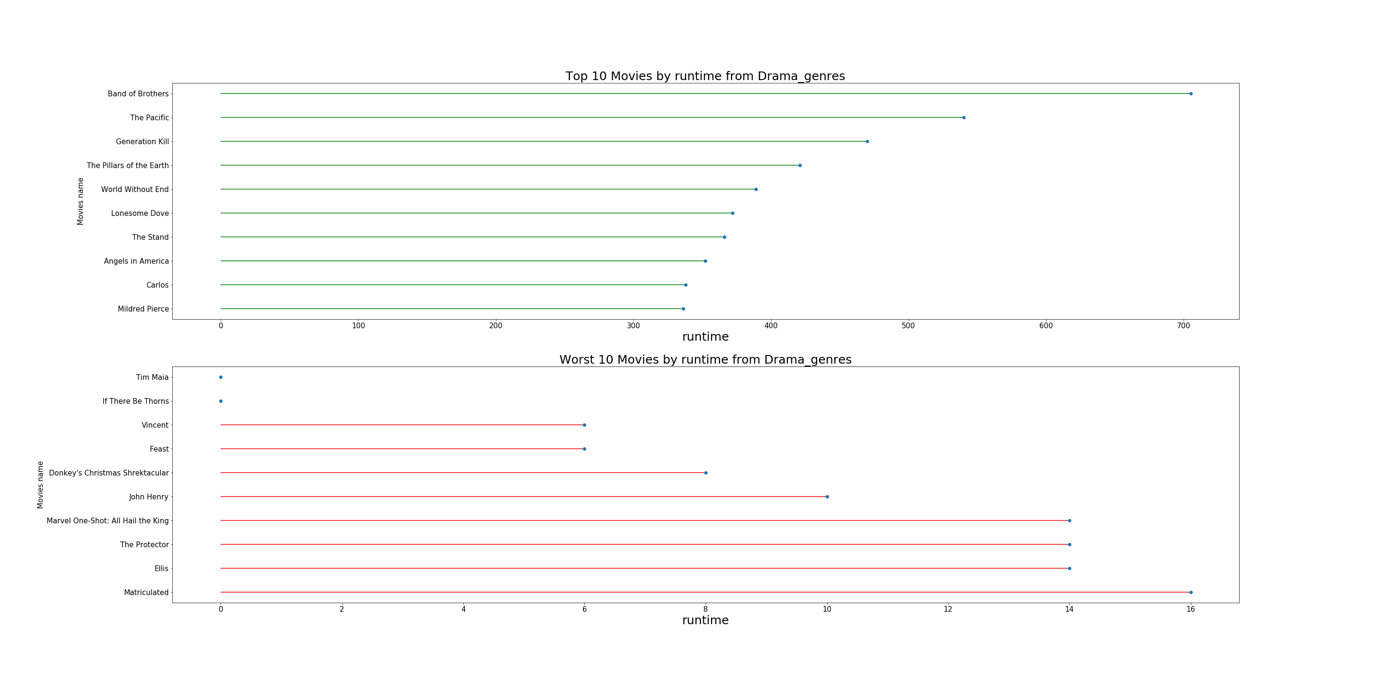 Top 10 Movies by runtime from Drama_genres
Movies name
Band of Brothers
The Pacific
Generation Kill
The Pillars of the Earth
World Without End
Lonesome Dove
The Stand
Angels in America
Carlos
Mildred Pierce
0 100 200 300 400 500 600 700
runtime
Worst 10 Movies by runtime from Drama_genres
Movies name
Tim Maia
If There Be Thorns
Vincent
Feast
Donkey's Christmas Shrektacular
John Henry
Marvel One-Shot: All Hail the King
The Protector
Ellis
Matriculated
0 2 4 6 8 10 12 14 16
runtime